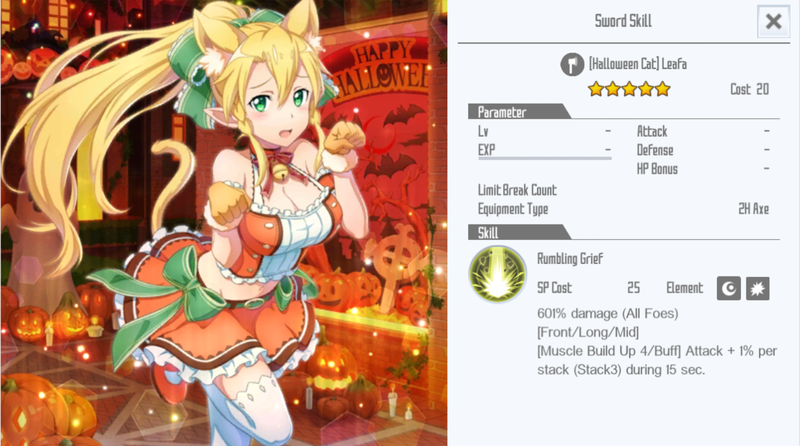 HAPPY
HALLOWEEN
Sword Skill
[Halloween Cat] Leafa
Cost 20
Parameter
Lv -
Attack -
EXP -
Defense -
HP Bonus -
Limit Break Count
Equipment Type 2H Axe
Skill
Rumbling Grief
SP Cost 25 Element
601% damage (All Foes)
[Front/Long/Mid]
[Muscle Build Up 4/Buff] Attack + 1% per
stack (Stack3) during 15 sec.